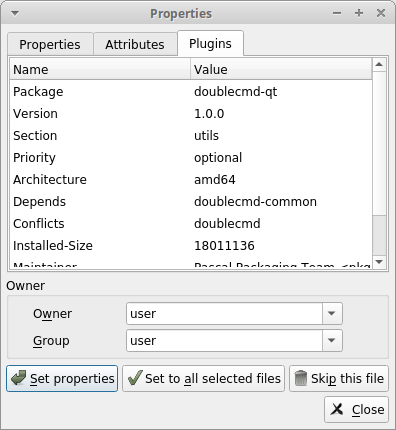 Properties
Properties Attributes Plugins
Name Value
Package doublecmd-qt
Version 1.0.0
Section utils
Priority optional
Architecture amd64
Depends doublecmd-common
Conflicts doublecmd
Installed-Size 18011136
Maintainer Pascal Packaging Team <pkg
Owner
Owner user
Group user
Set properties Set to all selected files Skip this file
Close